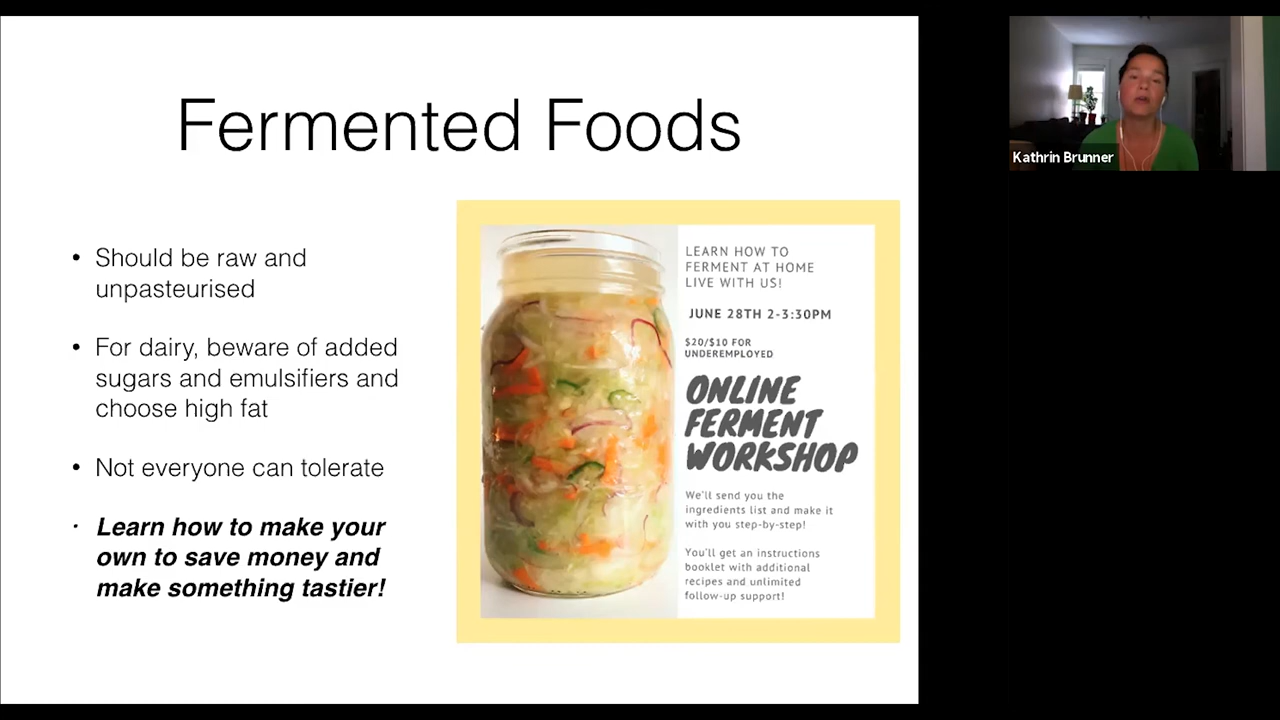 Fermented Foods
• Should be raw and
unpasteurised
• For dairy, beware of added
sugars and emulsifiers and
choose high fat
• Not everyone can tolerate
• Learn how to make your
own to save money and
make something tastier!
LEARN HOW TO
FERMENT AT HOME
LIVE WITH US!
JUNE 28TH 2-3:30PM
$20/$10 FOR
UNDEREMPLOYED
ONLINE
FERMENT
WORKSHOP
We'll send you the
ingredients list and make it
with you step-by-step!
You'll get an instructions
booklet with additional
recipes and unlimited
follow-up support!
Kathrin Brunner